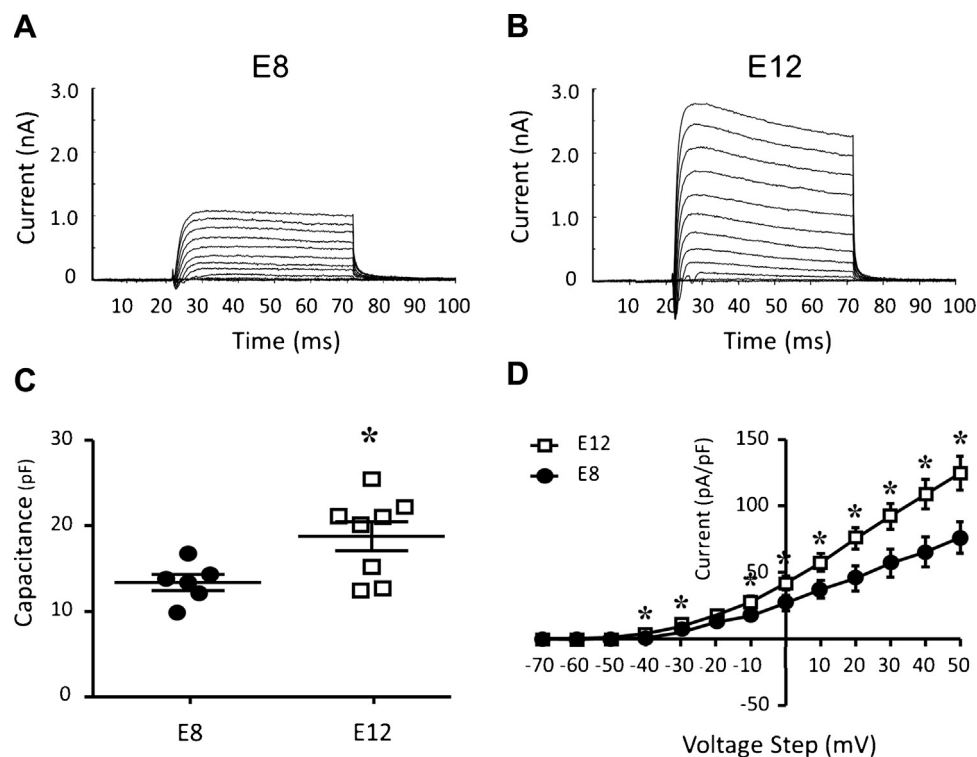 A
B
E8
E12
3.0
2.0
1.0
0
Current (nA)
10 20 30 40 50 60 70 80 90 100
Time (ms)
3.0
2.0
1.0
0
Current (nA)
10 20 30 40 50 60 70 80 90 100
Time (ms)
C
D
30
20
10
0
Capacitance (pF)
*
E8
E12
E12
E8
150
100
50
-50
Current (pA/pF)
* * * * * * * * *
-70 -60 -50 -40 -30 -20 -10 10 20 30 40 50
Voltage Step (mV)